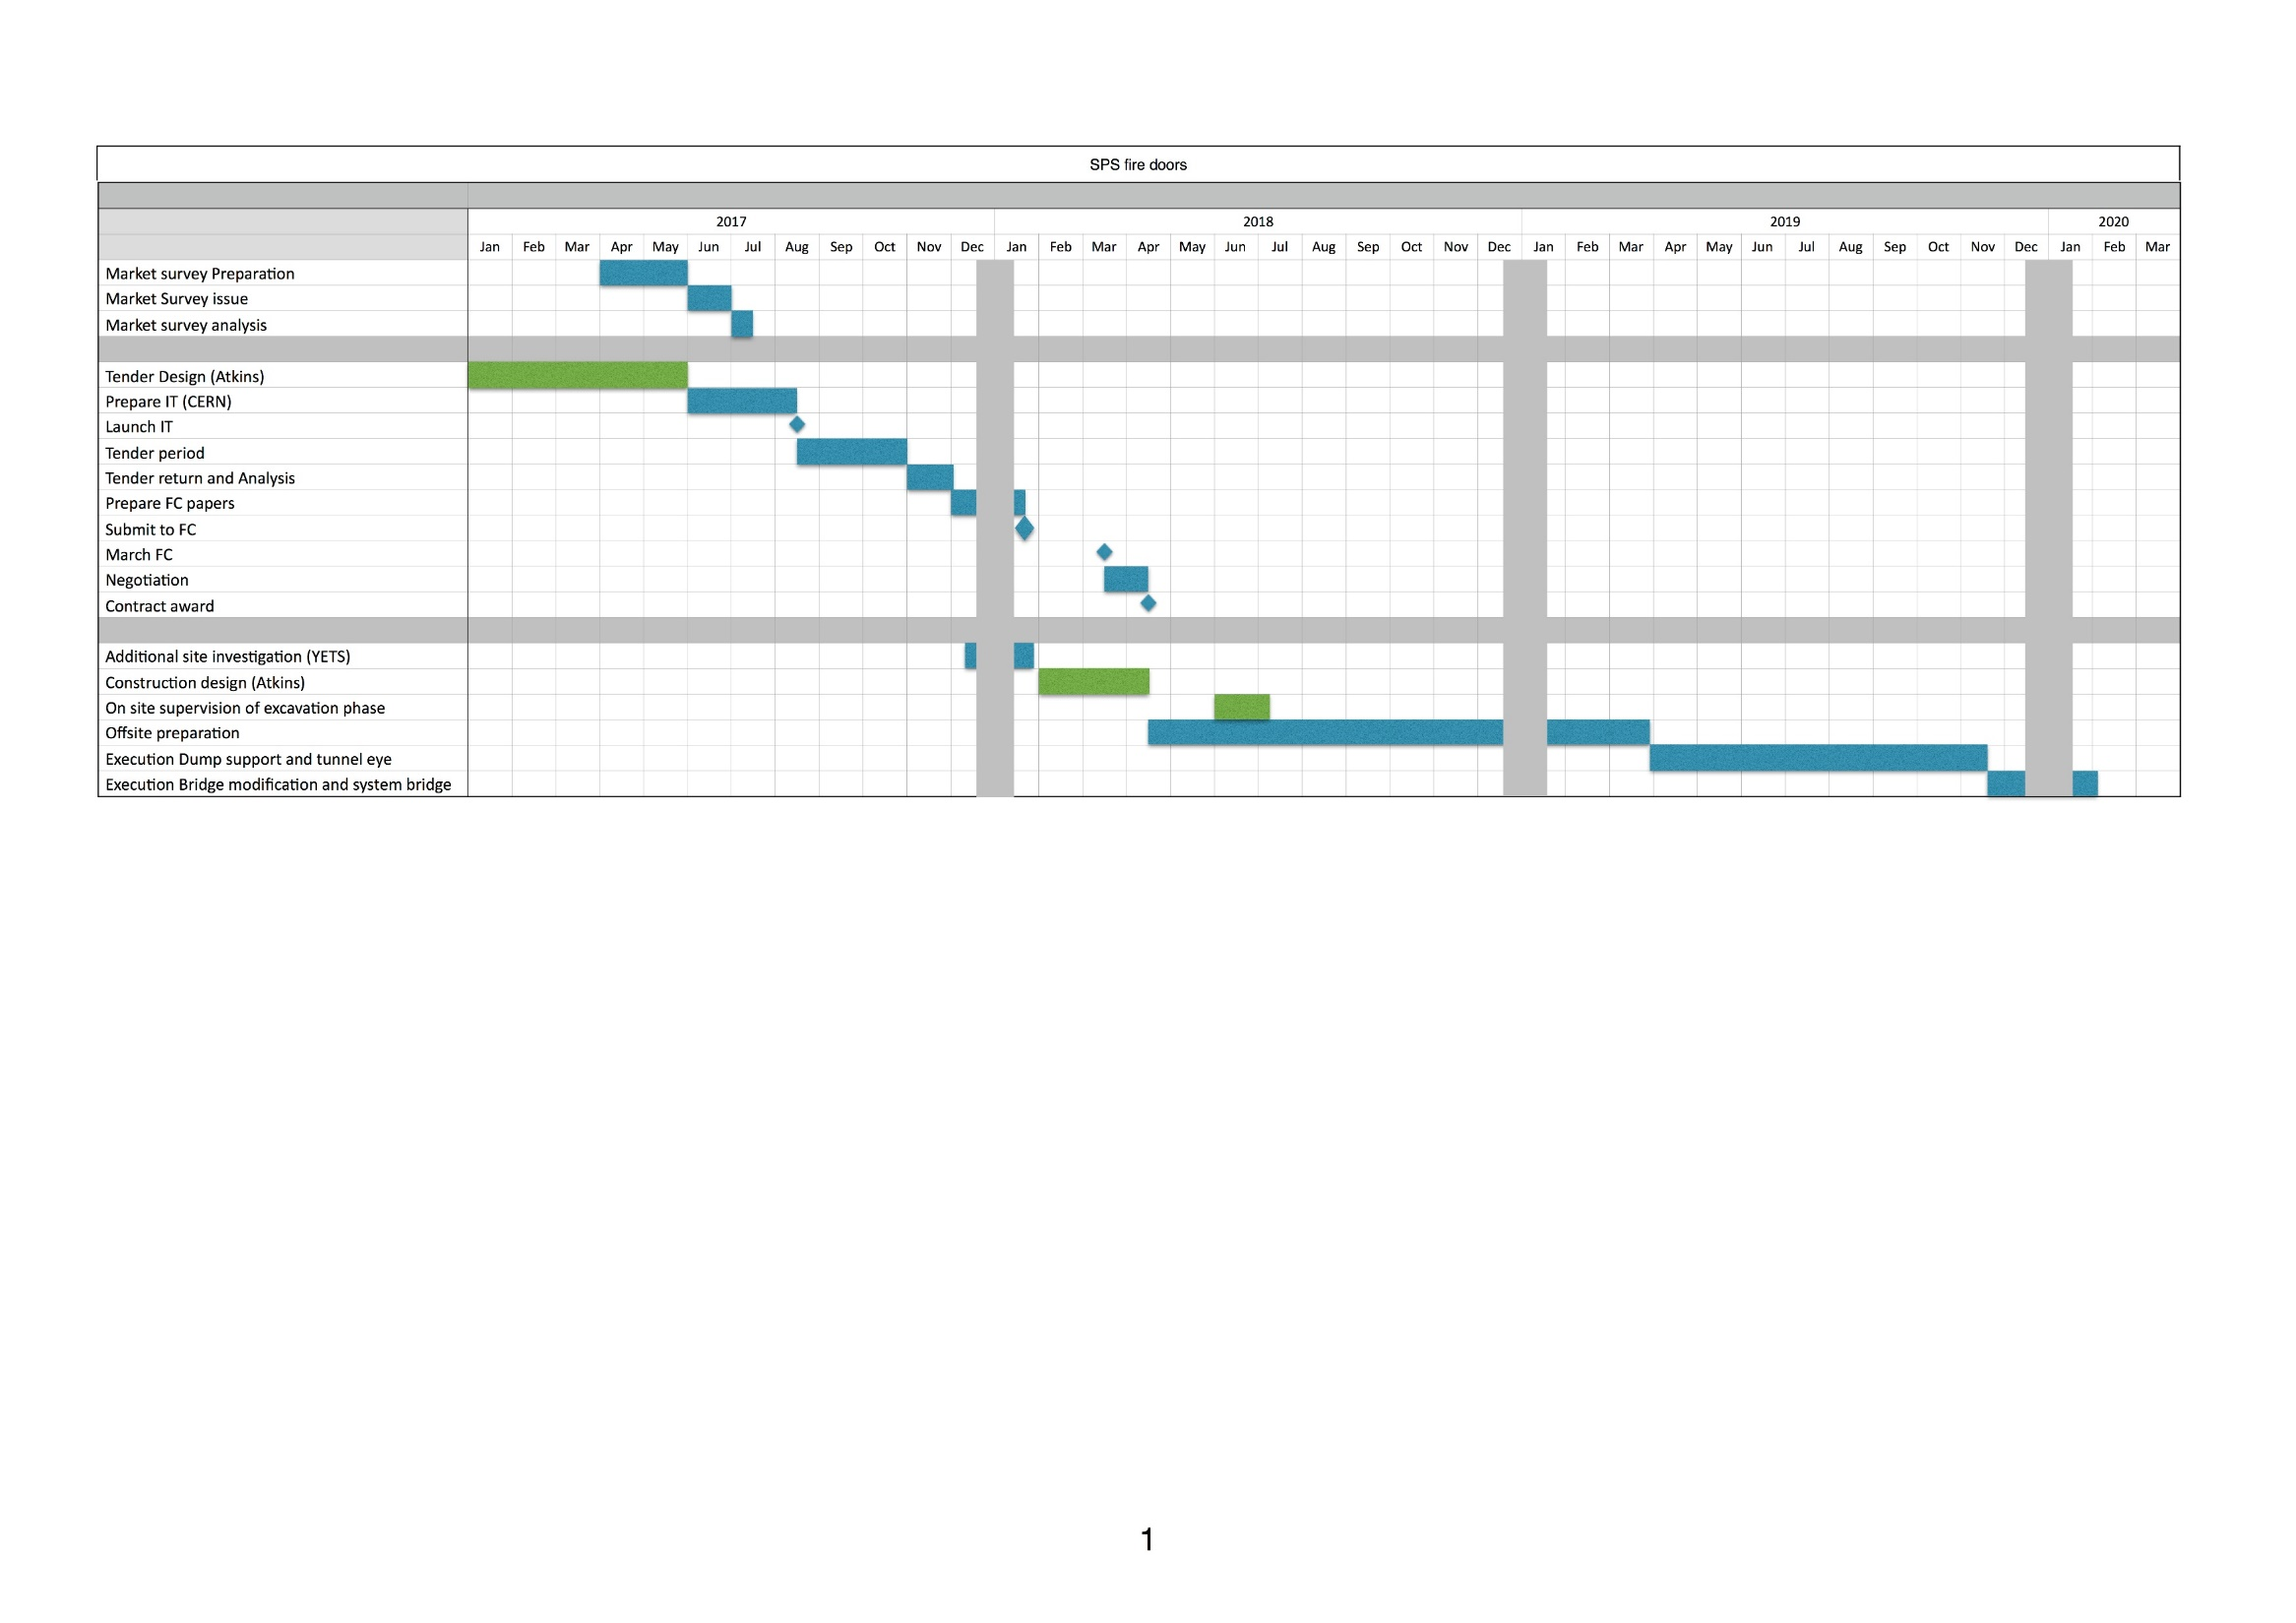 SPS fire doors
2017 2018 2019 2020
Jan Feb Mar Apr May Jun Jul Aug Sep Oct Nov Dec Jan Feb Mar Apr May Jun Jul Aug Sep Oct Nov Dec Jan Feb Mar Apr May Jun Jul Aug Sep Oct Nov Dec Jan Feb Mar
Market survey Preparation
Market Survey issue
Market survey analysis
Tender Design (Atkins)
Prepare IT (CERN)
Launch IT
Tender period
Tender return and Analysis
Prepare FC papers
Submit to FC
March FC
Negotiation
Contract award
Additional site investigation (YETS)
Construction design (Atkins)
On site supervision of excavation phase
Offsite preparation
Execution Dump support and tunnel eye
Execution Bridge modification and system bridge
1